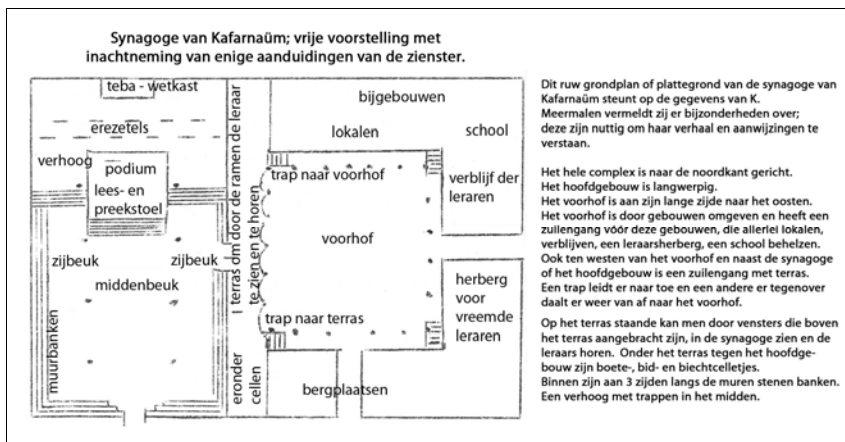 Synagoge van Kafarnaüm; vrije voorstelling met
inachtneming van enige aanduidingen van de zienster.
teba - wetkast
erezetels
verhoog
podium
lees- en
preekstoel
zijbeuk
zijbeuk
middenbeuk
muurbanken
terras om door de ramen de leraar
te zien en te horen
eronder
cellen
bijgebouwen
lokalen
school
trap naar voorhof
verblijf der
leraren
voorhof
herberg
voor
vreemde
leraren
trap naar terras
bergplaatsen
Dit ruw grondplan of plattegrond van de synagoge van
Kafarnaüm steunt op de gegevens van K.
Meermalen vermeldt zij er bijzonderheden over;
deze zijn nuttig om haar verhaal en aanwijzingen te
verstaan.
Het hele complex is naar de noordkant gericht.
Het hoofdgebouw is langwerpig.
Het voorhof is aan zijn lange zijde naar het oosten.
Het voorhof is door gebouwen omgeven en heeft een
zuilengang vóór deze gebouwen, die allerlei lokalen,
verblijven, een leraarsherberg, een school behelzen.
Ook ten westen van het voorhof en naast de synagoge
of het hoofdgebouw is een zuilengang met terras.
Een trap leidt er naar toe en een andere er tegenover
daalt er weer van af naar het voorhof.
Op het terras staande kan men door vensters die boven
het terras aangebracht zijn, in de synagoge zien en de
leraars horen. Onder het terras tegen het hoofdge-
bouw zijn boete-, bid- en biechtcelletjes.
Binnen zijn aan 3 zijden langs de muren stenen banken.
Een verhoog met trappen in het midden.